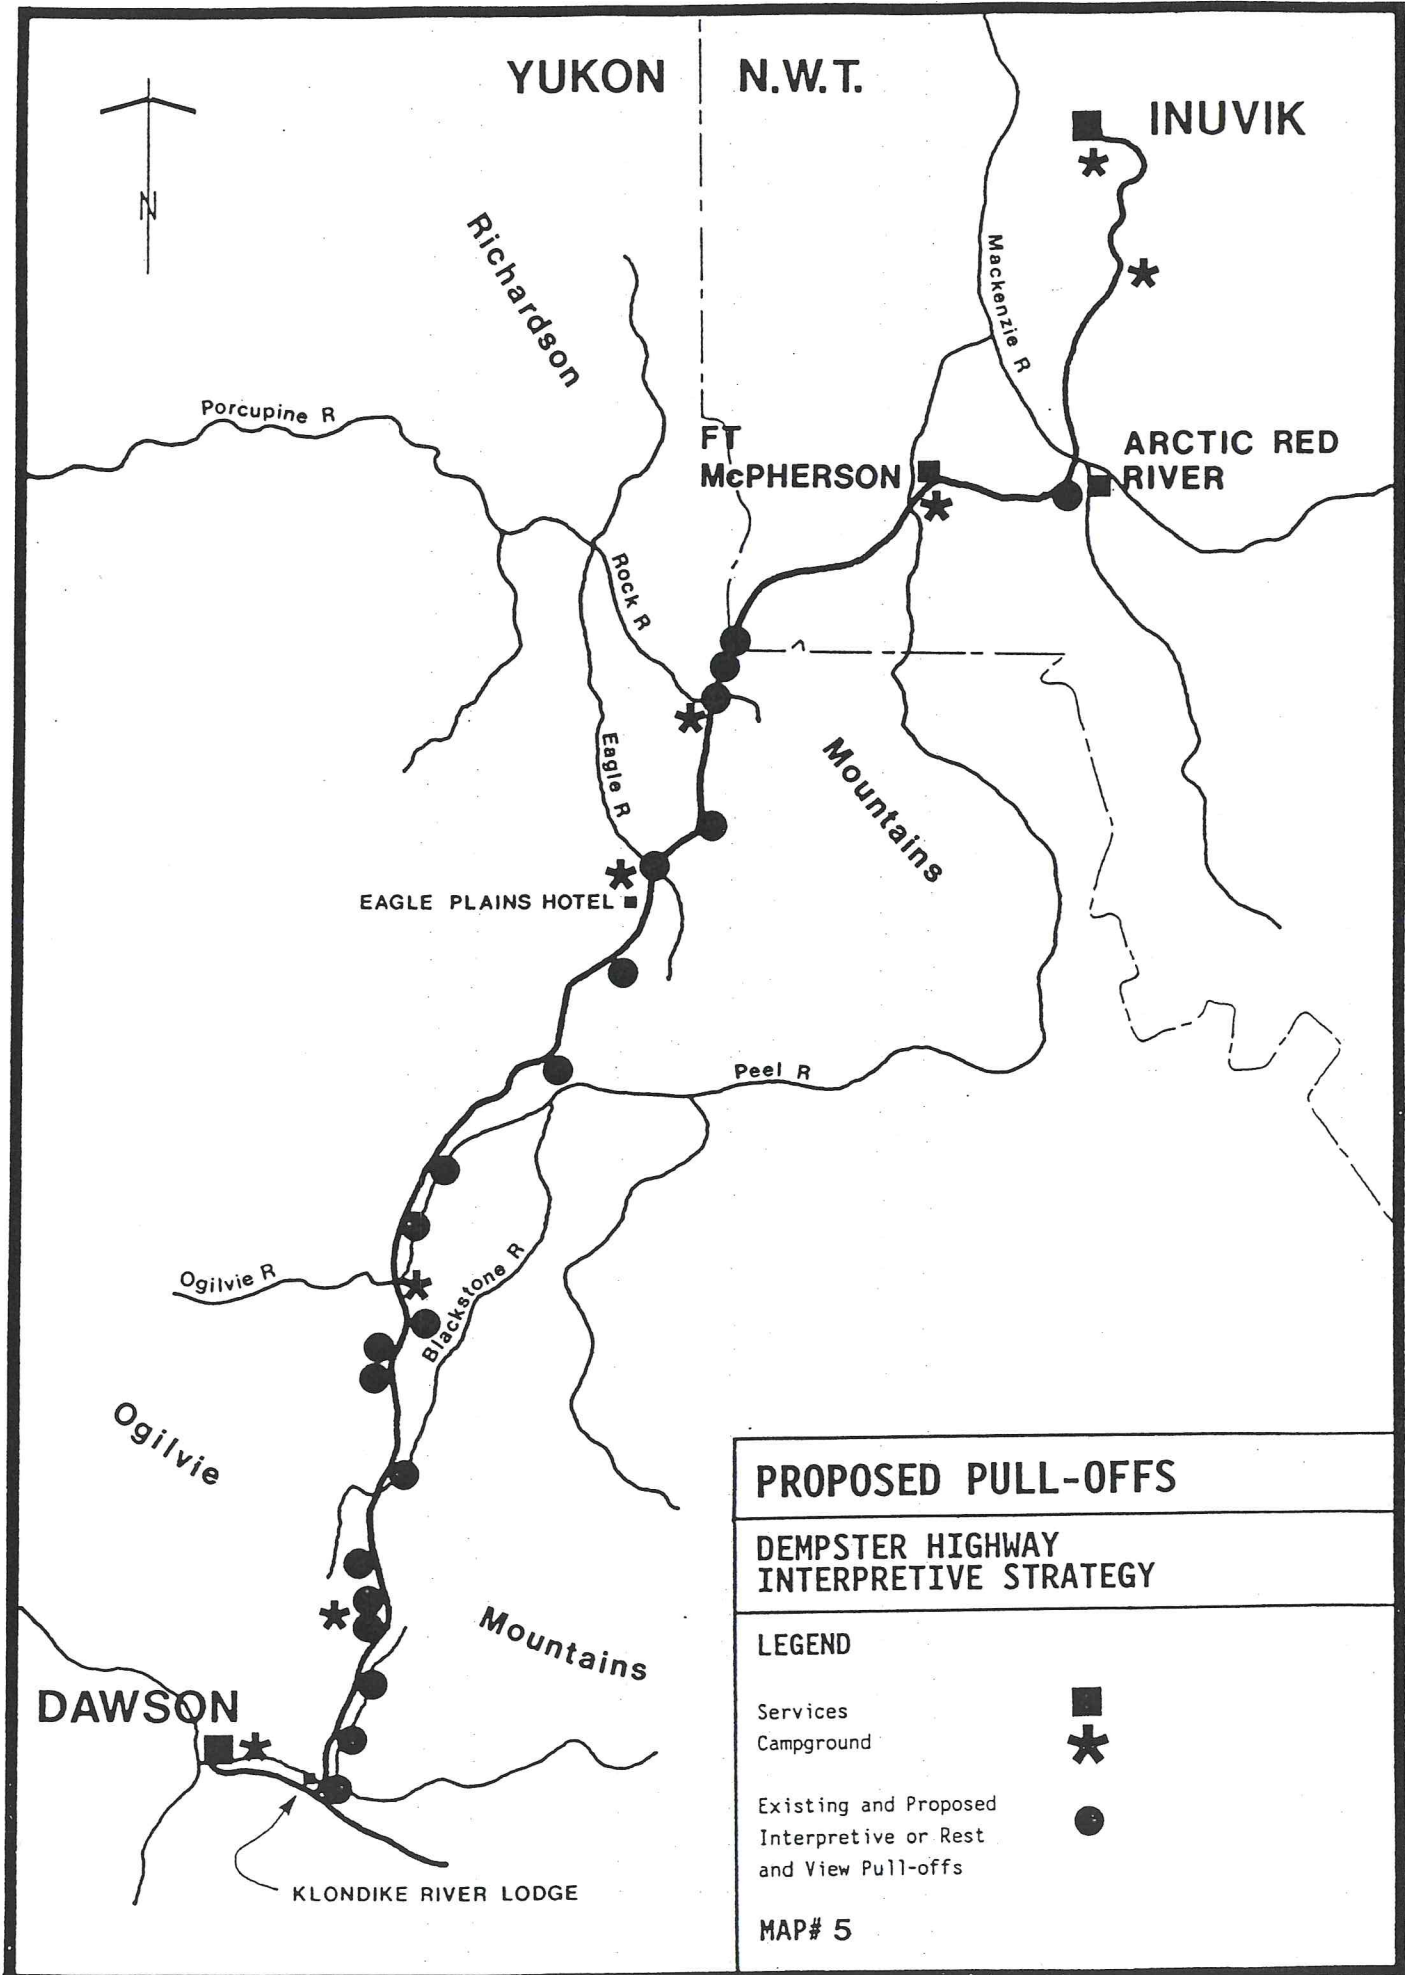 YUKON
N.W.T.
INUVIK
N
Richardson
Mackenzie R
Porcupine R
FT
McPHERSON
ARCTIC RED
RIVER
Rock R
Eagle R
Mountains
EAGLE PLAINS HOTEL
Peel R
Ogilvie R
Blackstone R
Ogilvie
Mountains
DAWSON
KLONDIKE RIVER LODGE
PROPOSED PULL-OFFS
DEMPSTER HIGHWAY
INTERPRETIVE STRATEGY
LEGEND
Services
Campground
Existing and Proposed
Interpretive or Rest
and View Pull-offs
MAP# 5